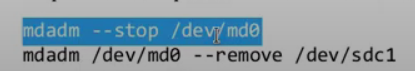 mdadm --stop /dev/md0
mdadm /dev/md0 --remove /dev/sdc1